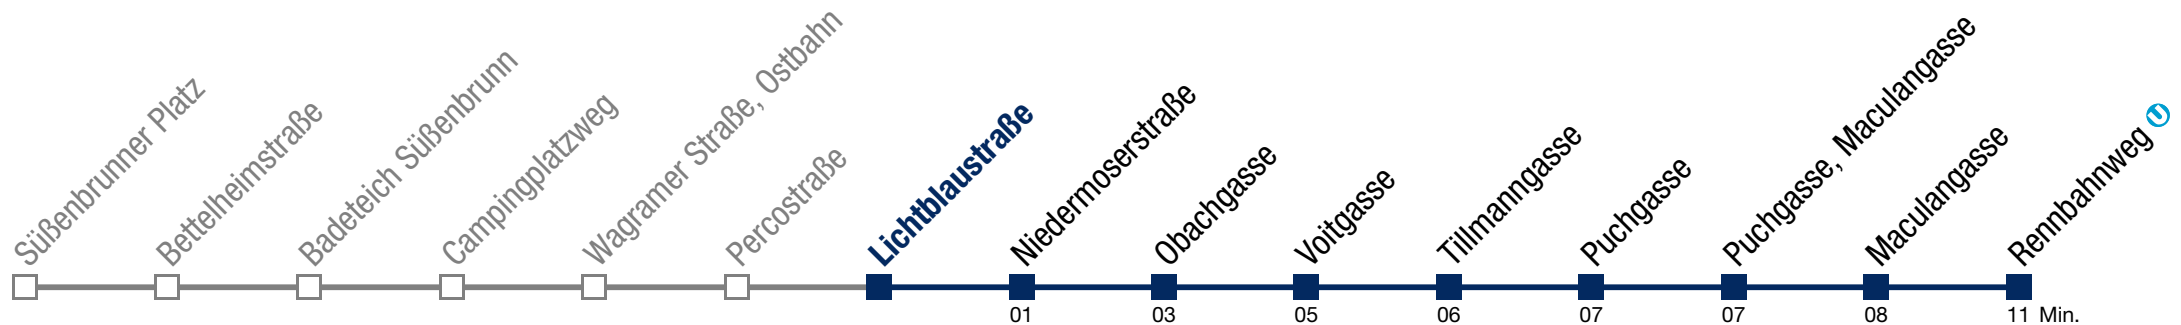 Süßenbrunner Platz
Bettelheimstraße
Badeteich Süßenbrunn
Campingplatzweg
Wagramer Straße, Ostbahn
Percostraße
Lichtblaustraße
Niedermoserstraße
Obachgasse
Voitgasse
Tillmanngasse
Puchgasse
Puchgasse, Maculangasse
Maculangasse
Rennbahnweg U
01 03 05 06 07 07 08 11 Min.